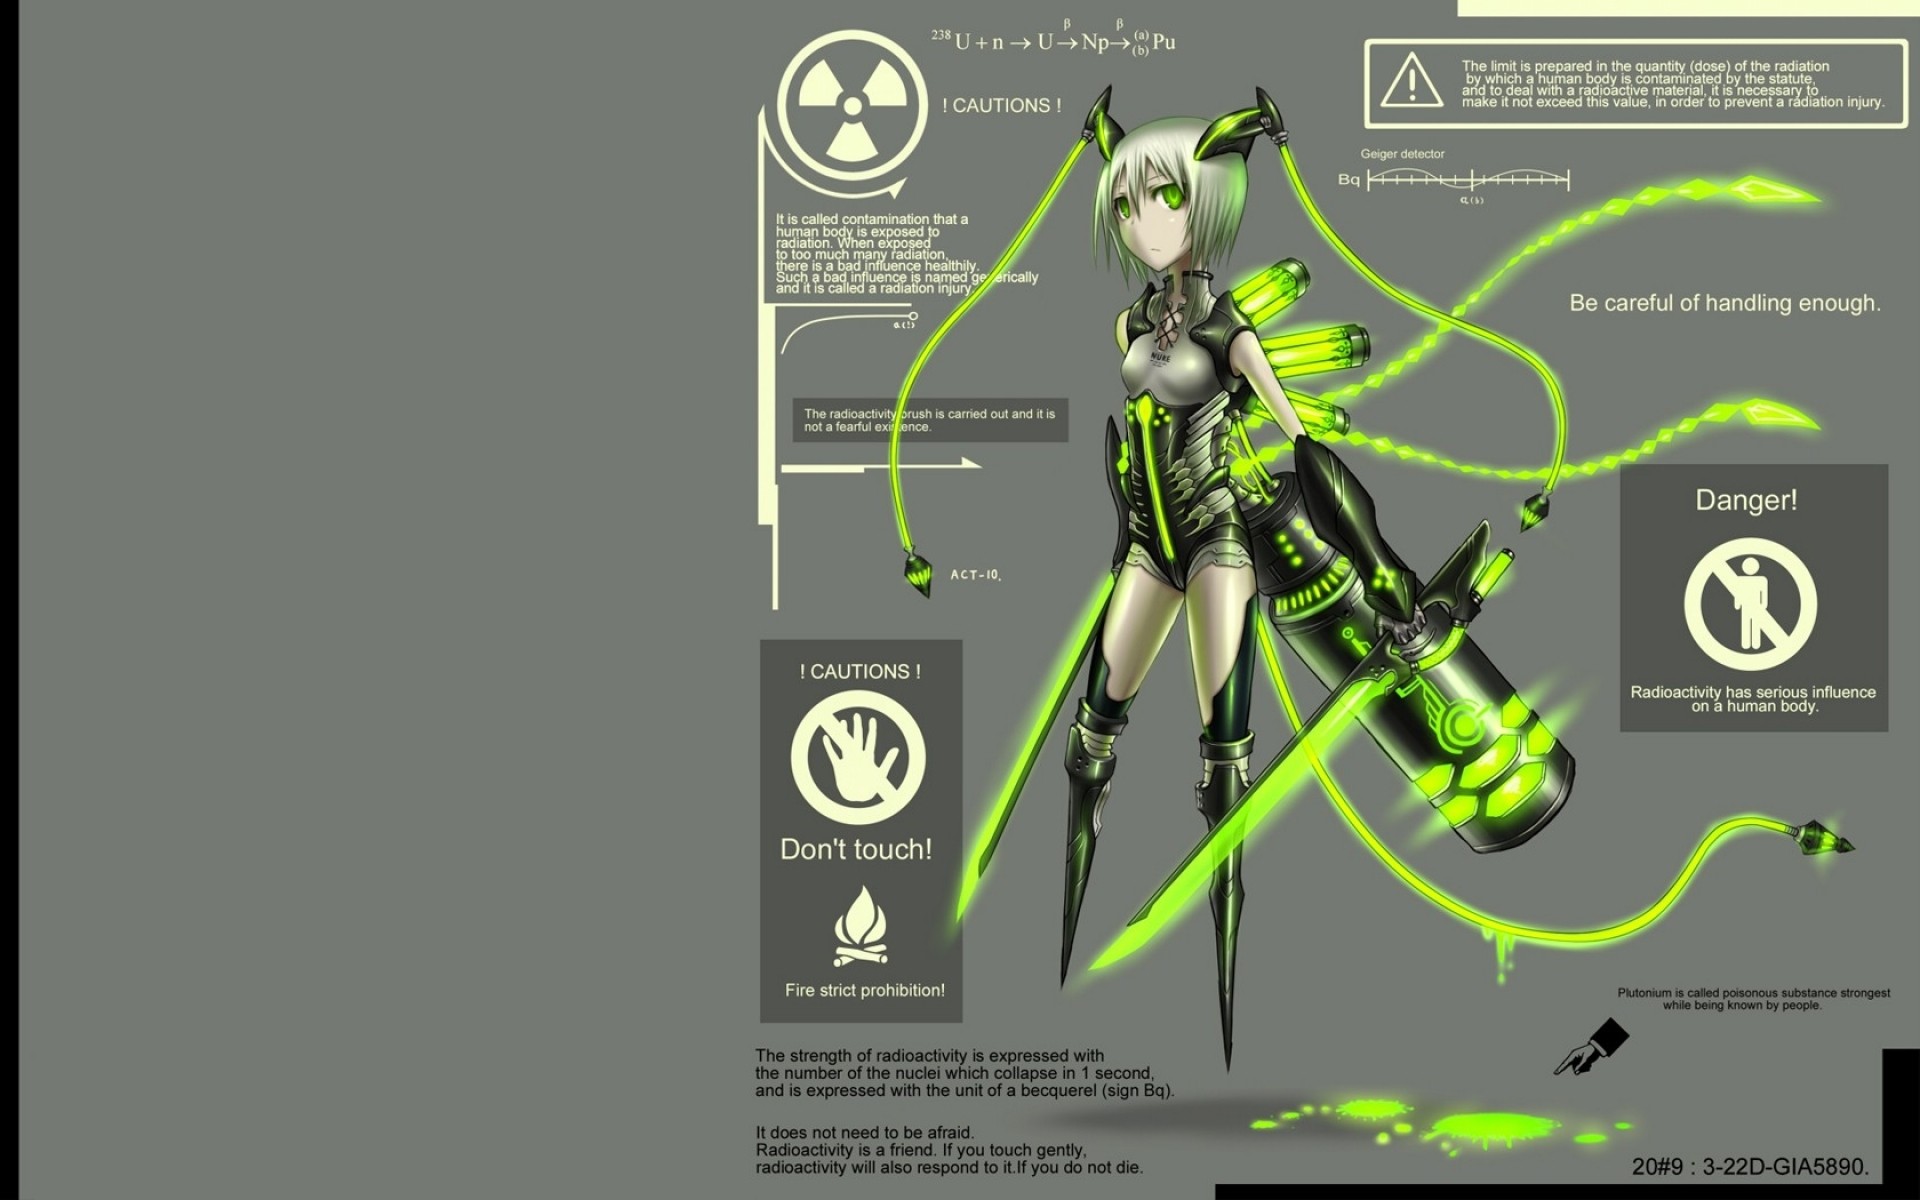 ²³⁸U + n → U →β Np →β (a)(b) Pu
! CAUTIONS !
The limit is prepared in the quantity (dose) of the radiation
by which a human body is contaminated by the statute,
and to deal with a radioactive material, it is necessary to
make it not exceed this value, in order to prevent a radiation injury.
Geiger detector
Bq
a(b)
It is called contamination that a
human body is exposed to
radiation. When exposed
to too much many radiation,
there is a bad influence healthily.
Such a bad influence is named generically
and it is called a radiation injury.
Be careful of handling enough.
NURE
The radioactivity brush is carried out and it is
not a fearful existence.
ACT-10.
Danger!
Radioactivity has serious influence
on a human body.
! CAUTIONS !
Don't touch!
Fire strict prohibition!
Plutonium is called poisonous substance strongest
while being known by people.
The strength of radioactivity is expressed with
the number of the nuclei which collapse in 1 second,
and is expressed with the unit of a becquerel (sign Bq).
It does not need to be afraid.
Radioactivity is a friend. If you touch gently,
radioactivity will also respond to it.If you do not die.
20#9 : 3-22D-GIA5890.